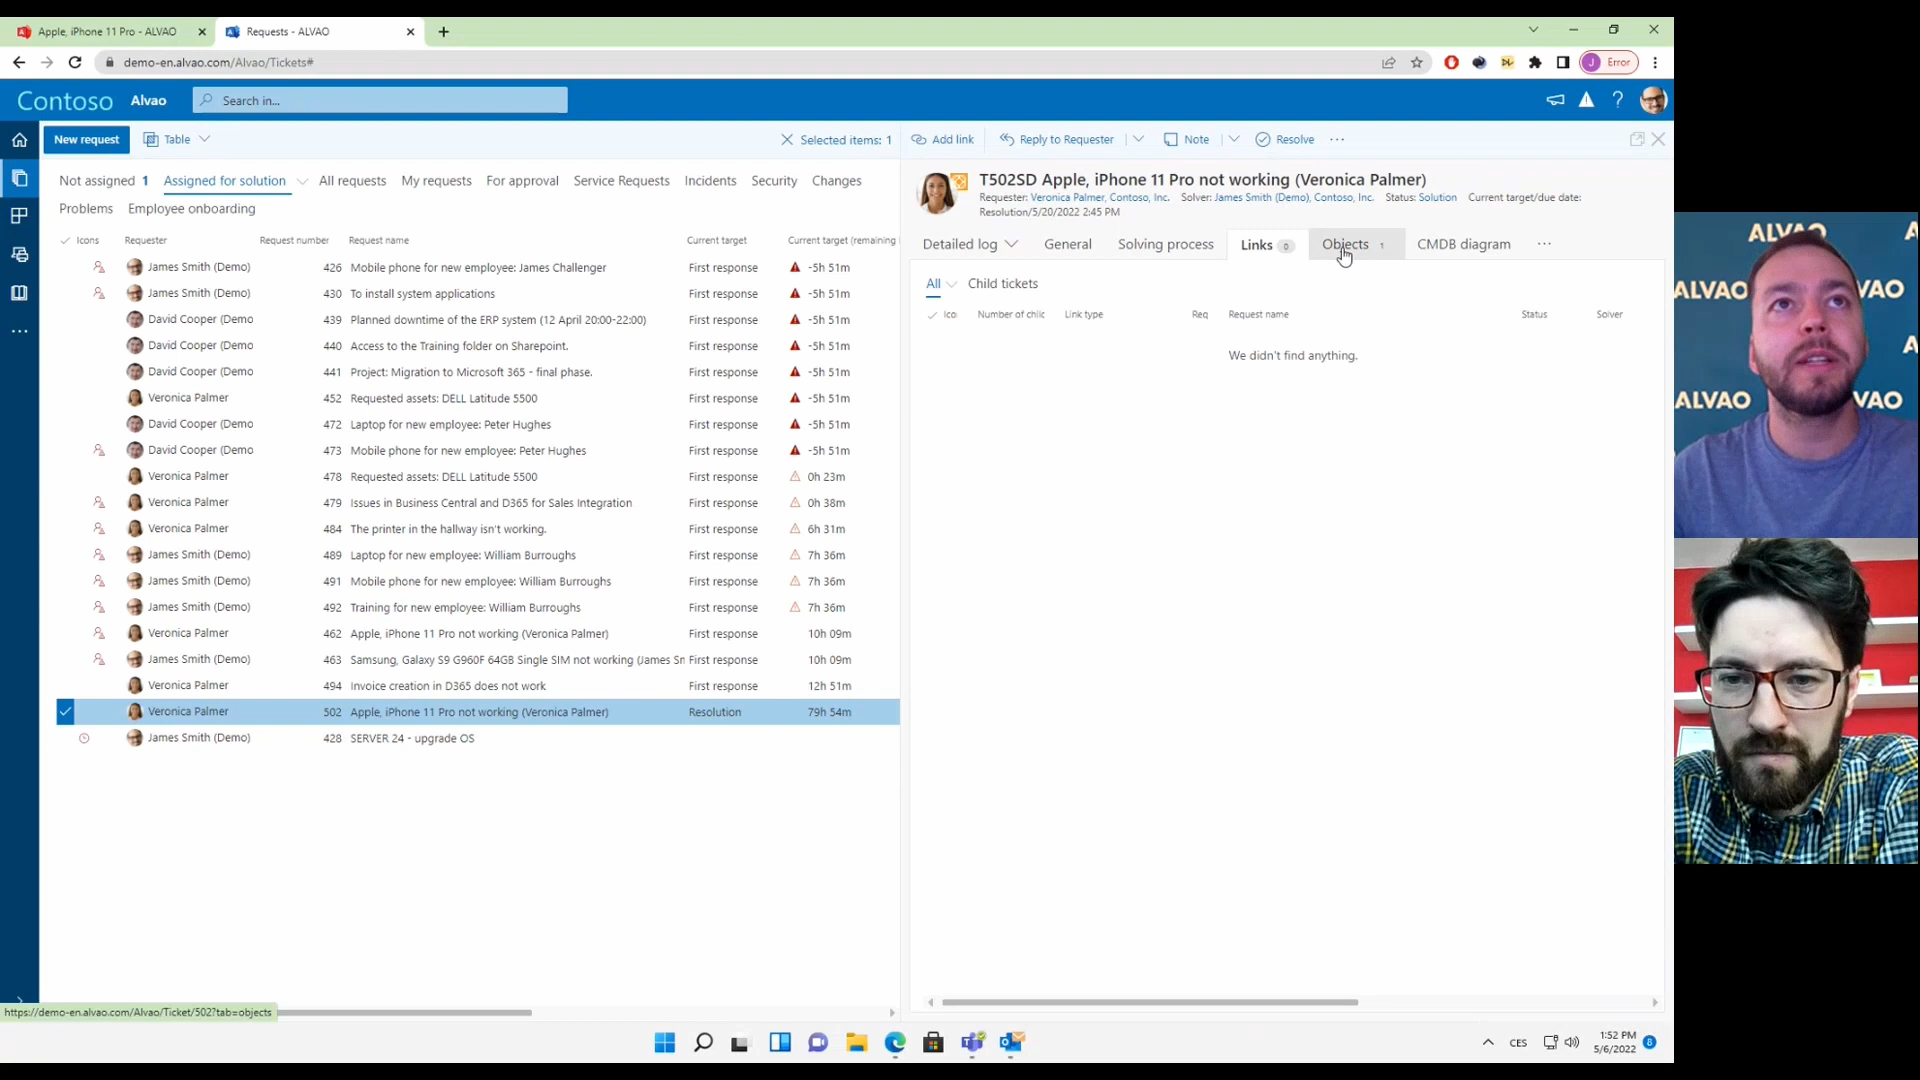 Apple, iPhone 11 Pro - ALVAO
Requests - ALVAO
demo-en.alvao.com/Alvao/Tickets#
J Error
Contoso Alvao Search in...
New request Table Selected items: 1 Add link Reply to Requester Note Resolve
Not assigned 1 Assigned for solution All requests My requests For approval Service Requests Incidents Security Changes
Problems Employee onboarding
Icons Requester Request number Request name Current target Current target (remaining
James Smith (Demo) 426 Mobile phone for new employee: James Challenger First response -5h 51m
James Smith (Demo) 430 To install system applications First response -5h 51m
David Cooper (Demo 439 Planned downtime of the ERP system (12 April 20:00-22:00) First response -5h 51m
David Cooper (Demo 440 Access to the Training folder on Sharepoint. First response -5h 51m
David Cooper (Demo 441 Project: Migration to Microsoft 365 - final phase. First response -5h 51m
Veronica Palmer 452 Requested assets: DELL Latitude 5500 First response -5h 51m
David Cooper (Demo 472 Laptop for new employee: Peter Hughes First response -5h 51m
David Cooper (Demo 473 Mobile phone for new employee: Peter Hughes First response -5h 51m
Veronica Palmer 478 Requested assets: DELL Latitude 5500 First response 0h 23m
Veronica Palmer 479 Issues in Business Central and D365 for Sales Integration First response 0h 38m
Veronica Palmer 484 The printer in the hallway isn't working. First response 6h 31m
James Smith (Demo) 489 Laptop for new employee: William Burroughs First response 7h 36m
James Smith (Demo) 491 Mobile phone for new employee: William Burroughs First response 7h 36m
James Smith (Demo) 492 Training for new employee: William Burroughs First response 7h 36m
Veronica Palmer 462 Apple, iPhone 11 Pro not working (Veronica Palmer) First response 10h 09m
James Smith (Demo) 463 Samsung, Galaxy S9 G960F 64GB Single SIM not working (James Sn First response 10h 09m
Veronica Palmer 494 Invoice creation in D365 does not work First response 12h 51m
Veronica Palmer 502 Apple, iPhone 11 Pro not working (Veronica Palmer) Resolution 79h 54m
James Smith (Demo) 428 SERVER 24 - upgrade OS
T502SD Apple, iPhone 11 Pro not working (Veronica Palmer)
Requester: Veronica Palmer, Contoso, Inc. Solver: James Smith (Demo), Contoso, Inc. Status: Solution Current target/due date:
Resolution/5/20/2022 2:45 PM
Detailed log General Solving process Links 0 Objects 1 CMDB diagram
All Child tickets
Ico Number of chilc Link type Req Request name Status Solver
We didn't find anything.
https://demo-en.alvao.com/Alvao/Ticket/502?tab=objects
CES
1:52 PM
5/6/2022
8
ALVAO
ALVAO VAO
A
ALVAO VAO